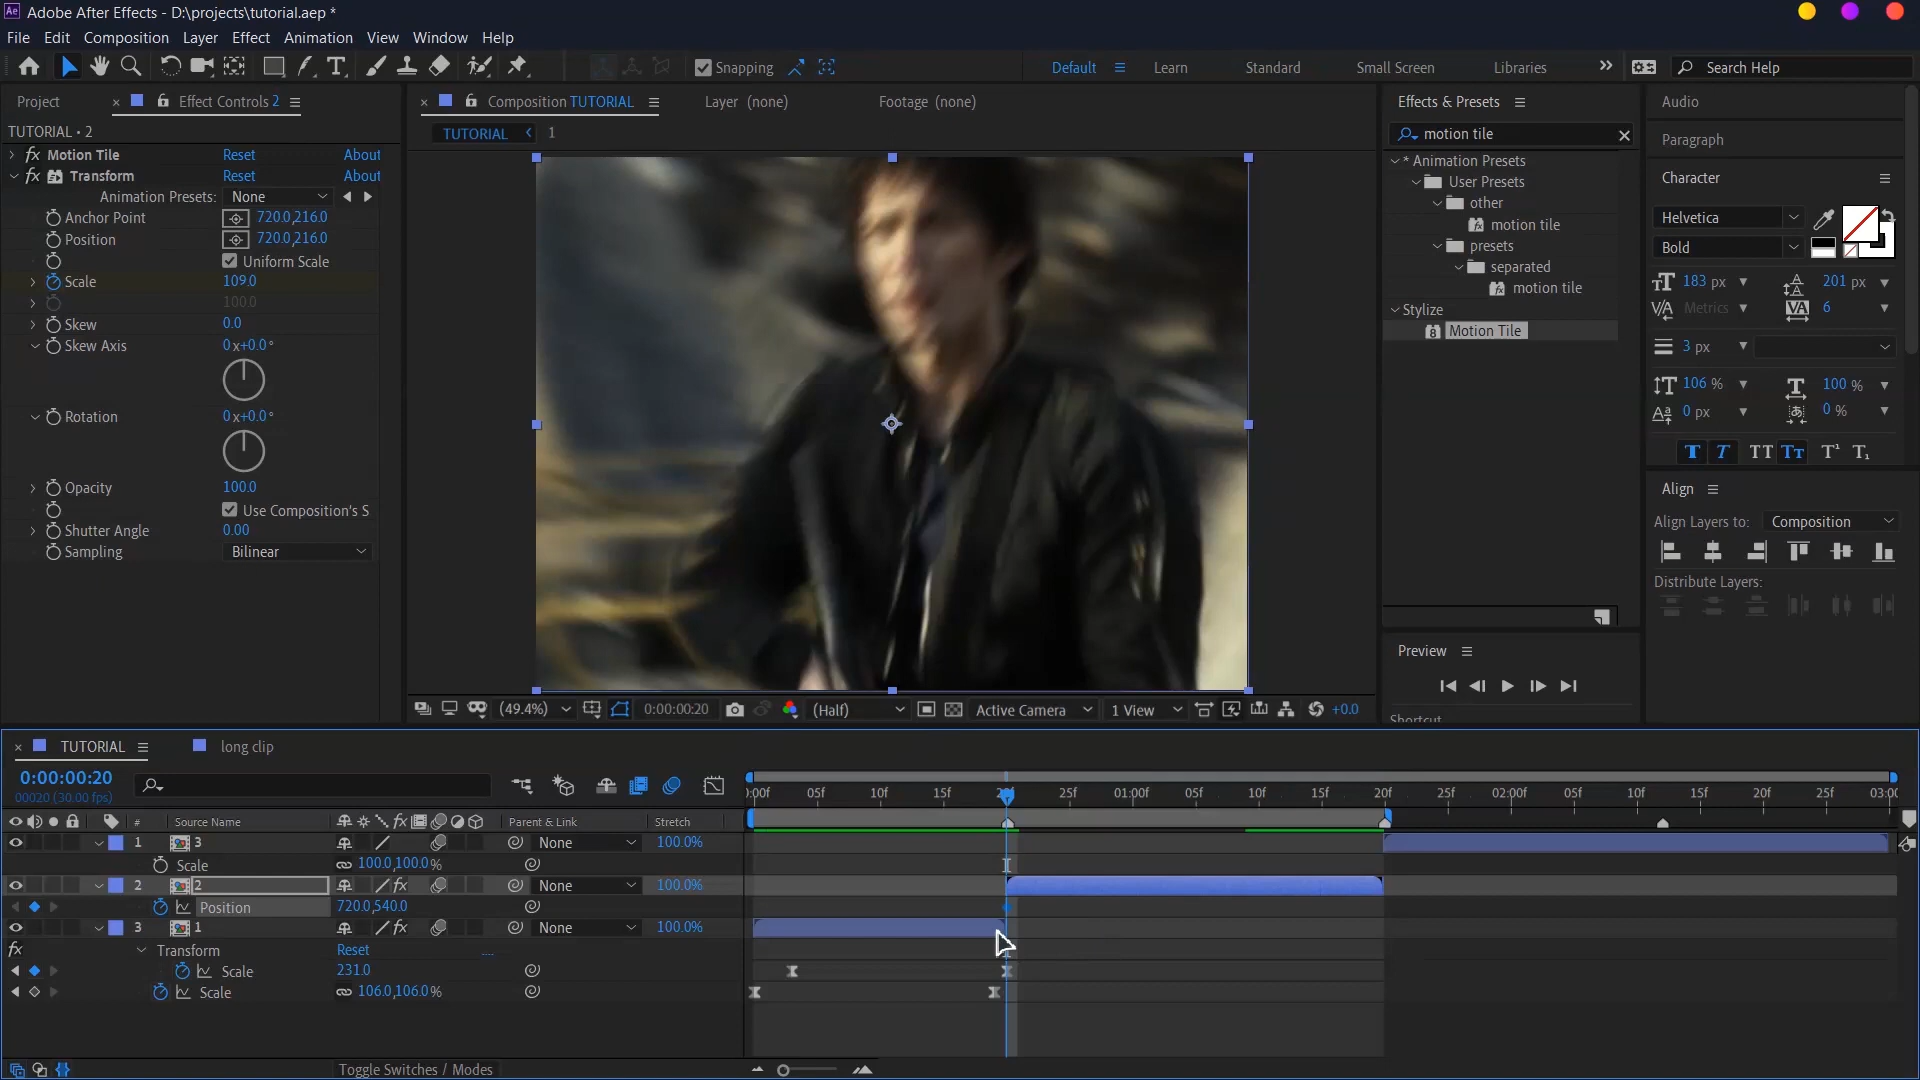 Ae Adobe After Effects - D:\projects\tutorial.aep *
File Edit Composition Layer Effect Animation View Window Help
Snapping Default Learn Standard Small Screen Libraries Search Help
Project Effect Controls 2 Composition TUTORIAL Layer (none) Footage (none) Effects & Presets Audio
TUTORIAL • 2 TUTORIAL 1 motion tile Paragraph
fx Motion Tile Reset About
fx Transform Reset About
Animation Presets: None
Anchor Point 720.0,216.0
Position 720.0,216.0
Uniform Scale
Scale 109.0
100.0
Skew 0.0
Skew Axis 0x+0.0°
Rotation 0x+0.0°
Opacity 100.0
Use Composition's S
Shutter Angle 0.00
Sampling Bilinear
(49.4%) 0:00:00:20 (Half) Active Camera 1 View +0.0
* Animation Presets
User Presets
other
motion tile
presets
separated
motion tile
Stylize
Motion Tile
Preview
Shortcut
Character
Helvetica
Bold
183 px 201 px
Metrics 6
3 px
106 % 100 %
0 px 0 %
T T TT Tт T¹ T₁
Align
Align Layers to: Composition
Distribute Layers:
TUTORIAL long clip
0:00:00:20
00020 (30.00 fps)
):00f 05f 10f 15f 20f 25f 01:00f 05f 10f 15f 20f 25f 02:00f 05f 10f 15f 20f 25f 03:00
# Source Name Parent & Link Stretch
1 3 None 100.0%
Scale 100.0,100.0%
2 2 fx None 100.0%
Position 720.0,540.0
3 1 fx None 100.0%
fx Transform Reset
Scale 231.0
Scale 106.0,106.0%
Toggle Switches / Modes